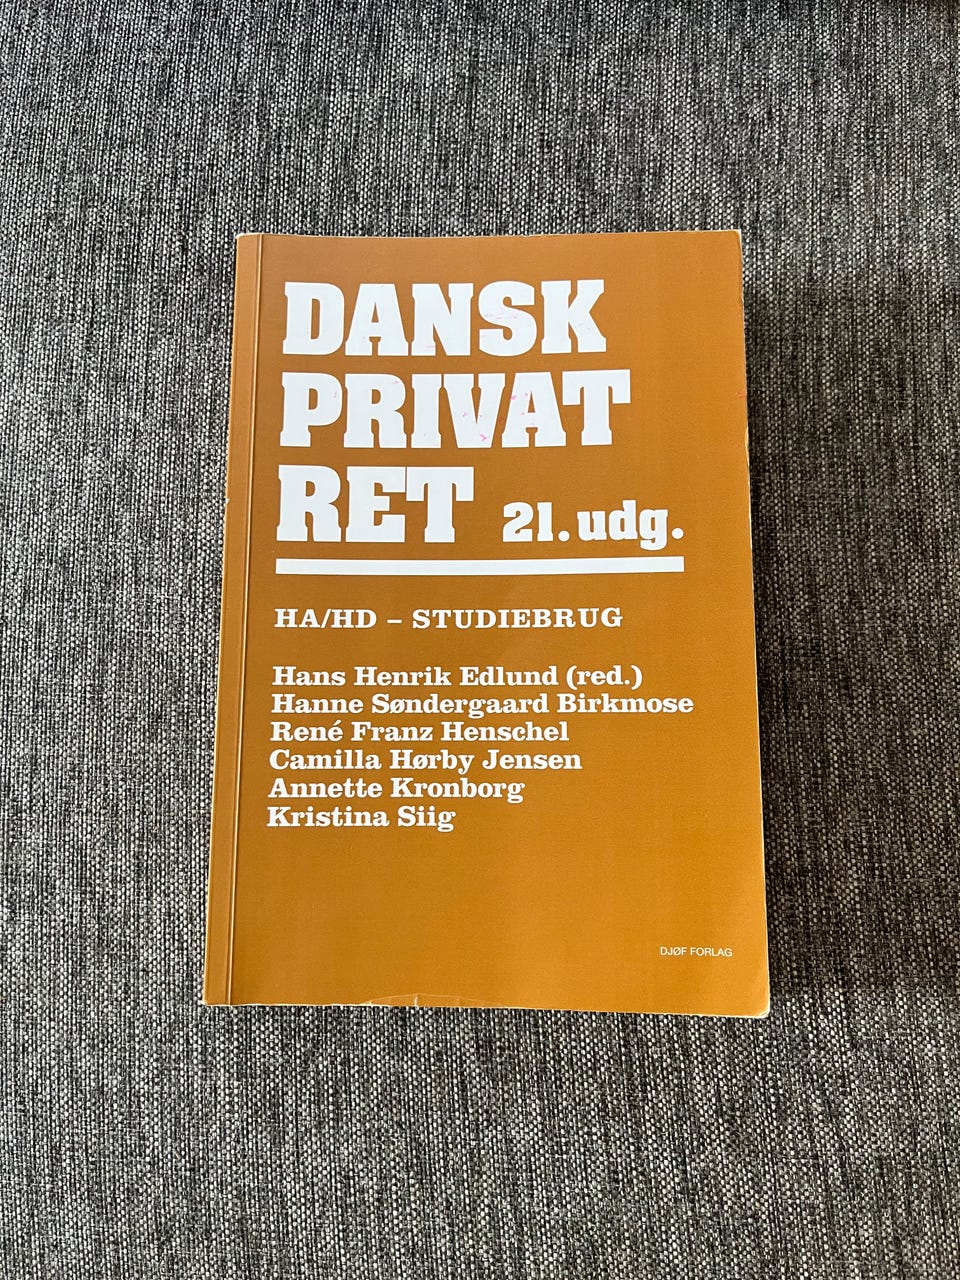 DANSK
PRIVAT
RET 21. udg.
HA/HD – STUDIEBRUG
Hans Henrik Edlund (red.)
Hanne Søndergaard Birkmose
René Franz Henschel
Camilla Hørby Jensen
Annette Kronborg
Kristina Siig
DJØF FORLAG